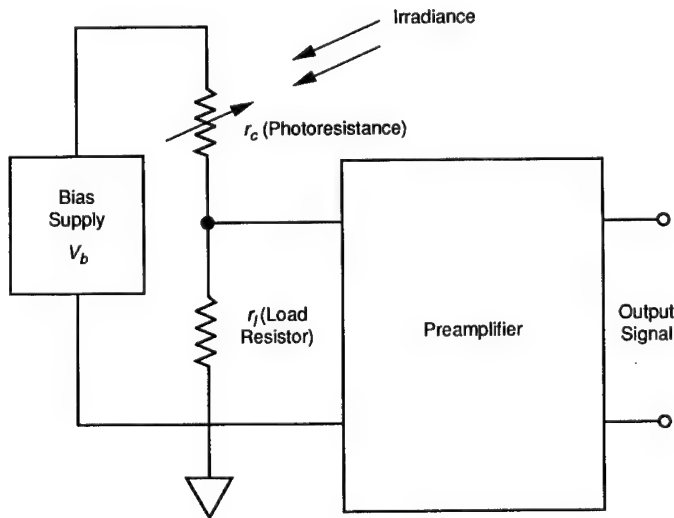 Irradiance
r_c (Photoresistance)
Bias
Supply
V_b
r_l (Load
Resistor)
Preamplifier
Output
Signal